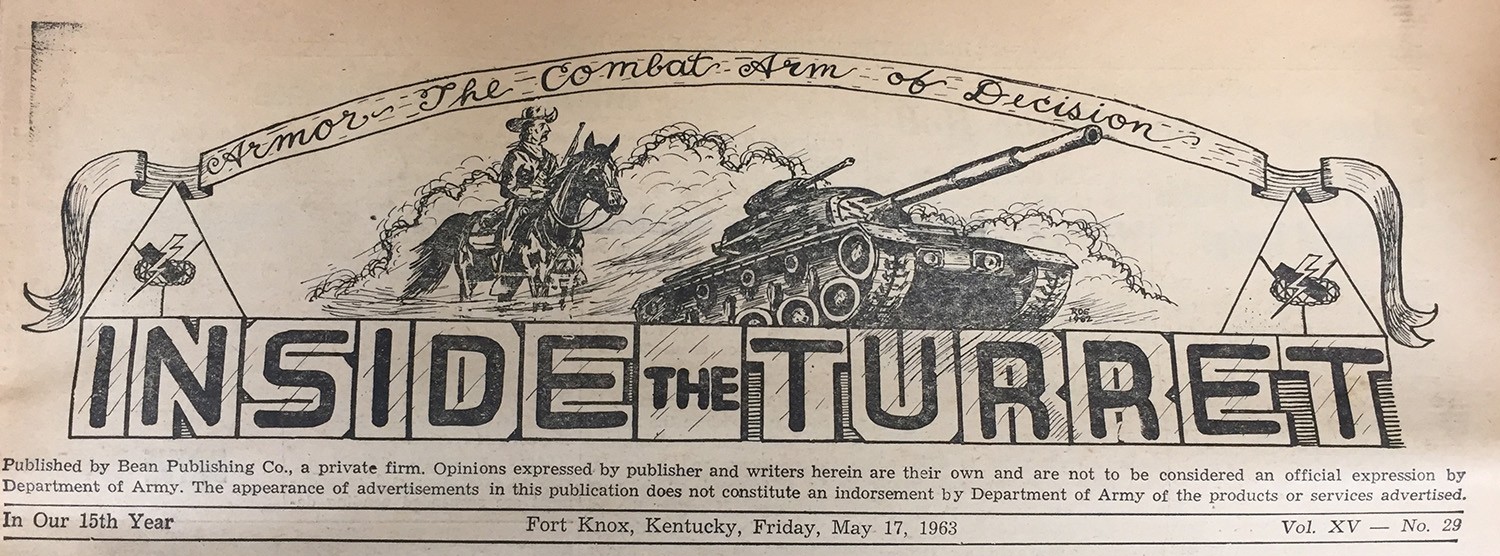 Armor The Combat Arm of Decision
RDE
1962
INSIDE THE TURRET
Published by Bean Publishing Co., a private firm. Opinions expressed by publisher and writers herein are their own and are not to be considered an official expression by
Department of Army. The appearance of advertisements in this publication does not constitute an indorsement by Department of Army of the products or services advertised.
In Our 15th Year Fort Knox, Kentucky, Friday, May 17, 1963 Vol. XV — No. 29